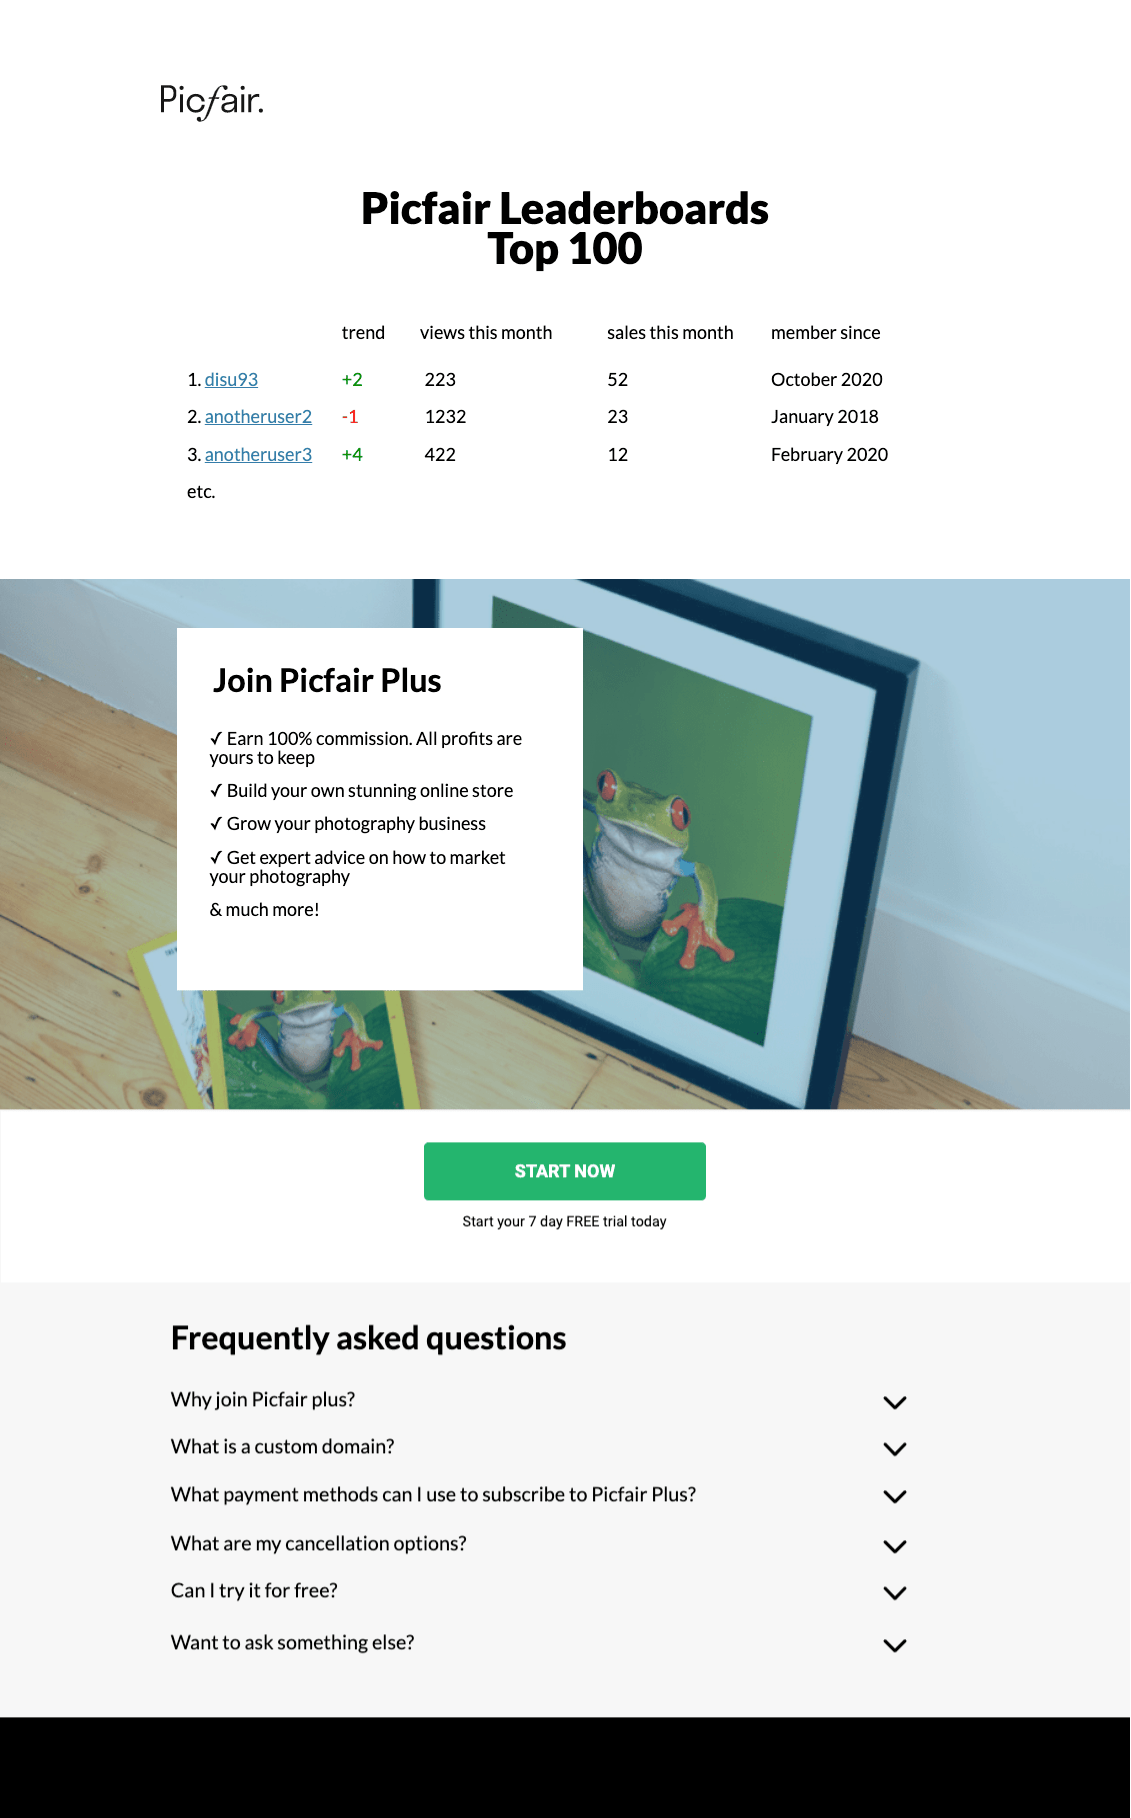 Picfair.
Picfair Leaderboards
Top 100
trend views this month sales this month member since
1. disu93 +2 223 52 October 2020
2. anotheruser2 -1 1232 23 January 2018
3. anotheruser3 +4 422 12 February 2020
etc.
Join Picfair Plus
✓ Earn 100% commission. All profits are
yours to keep
✓ Build your own stunning online store
✓ Grow your photography business
✓ Get expert advice on how to market
your photography
& much more!
START NOW
Start your 7 day FREE trial today
Frequently asked questions
Why join Picfair plus?
What is a custom domain?
What payment methods can I use to subscribe to Picfair Plus?
What are my cancellation options?
Can I try it for free?
Want to ask something else?